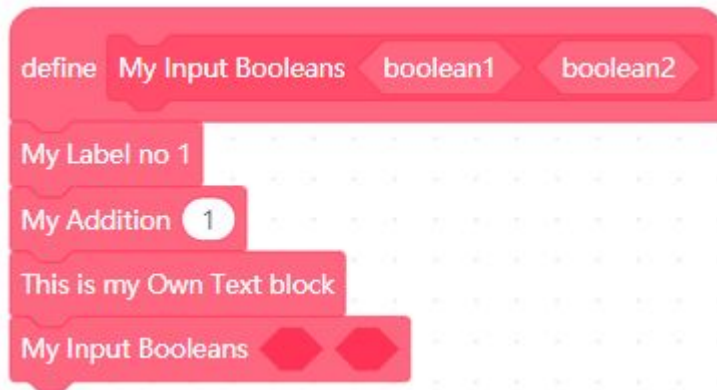 define My Input Booleans boolean1 boolean2
My Label no 1
My Addition 1
This is my Own Text block
My Input Booleans